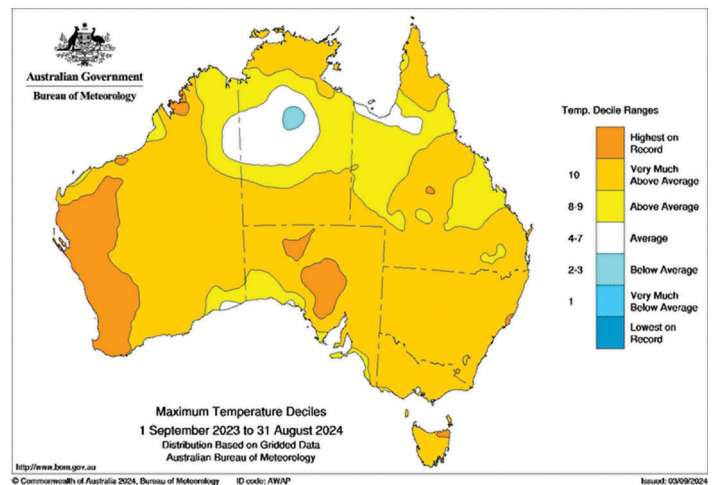 Australian Government
Bureau of Meteorology
Temp. Decile Ranges
Highest on
Record
10 Very Much
Above Average
8-9 Above Average
4-7 Average
2-3 Below Average
1 Very Much
Below Average
Lowest on
Record
Maximum Temperature Deciles
1 September 2023 to 31 August 2024
Distribution Based on Gridded Data
Australian Bureau of Meteorology
http://www.bom.gov.au
© Commonwealth of Australia 2024, Bureau of Meteorology ID code: AWAP Issued: 03/09/2024